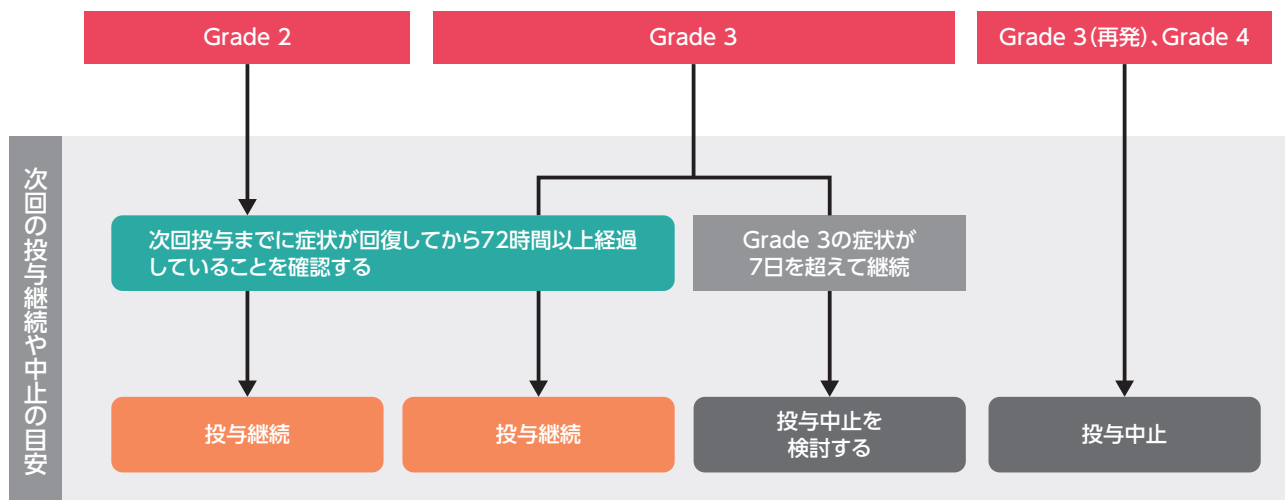 Grade 2
Grade 3
Grade 3(再発)、Grade 4
次回の投与継続や中止の目安
次回投与までに症状が回復してから72時間以上経過
していることを確認する
Grade 3の症状が
7日を超えて継続
投与継続
投与継続
投与中止を
検討する
投与中止